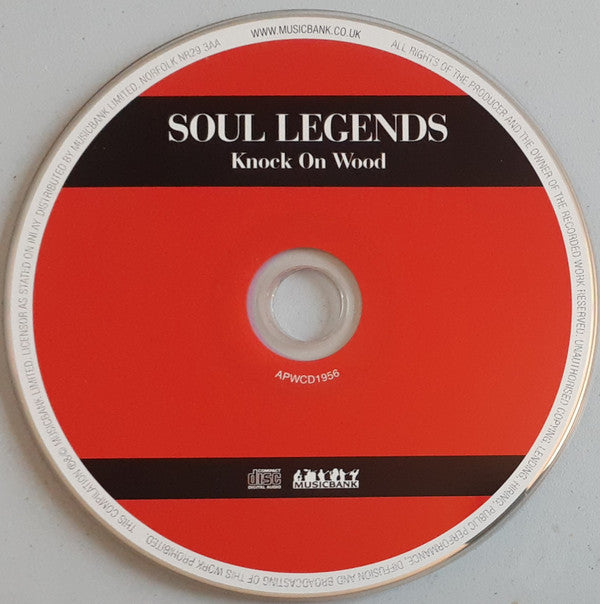 WWW.MUSICBANK.CO.UK
ALL RIGHTS OF THE PRODUCER AND THE OWNER OF THE RECORDED WORK RESERVED. UNAUTHORISED COPYING, LENDING, HIRING, PUBLIC PERFORMANCE, DIFFUSION AND BROADCASTING OF THIS WORK PROHIBITED.
THIS COMPILATION ℗&© MUSICBANK LIMITED. LICENSOR AS STATED ON INLAY. DISTRIBUTED BY MUSICBANK LIMITED, NORFOLK NR29 3AA
SOUL LEGENDS
Knock On Wood
APWCD1956
COMPACT
disc
DIGITAL AUDIO
MUSICBANK